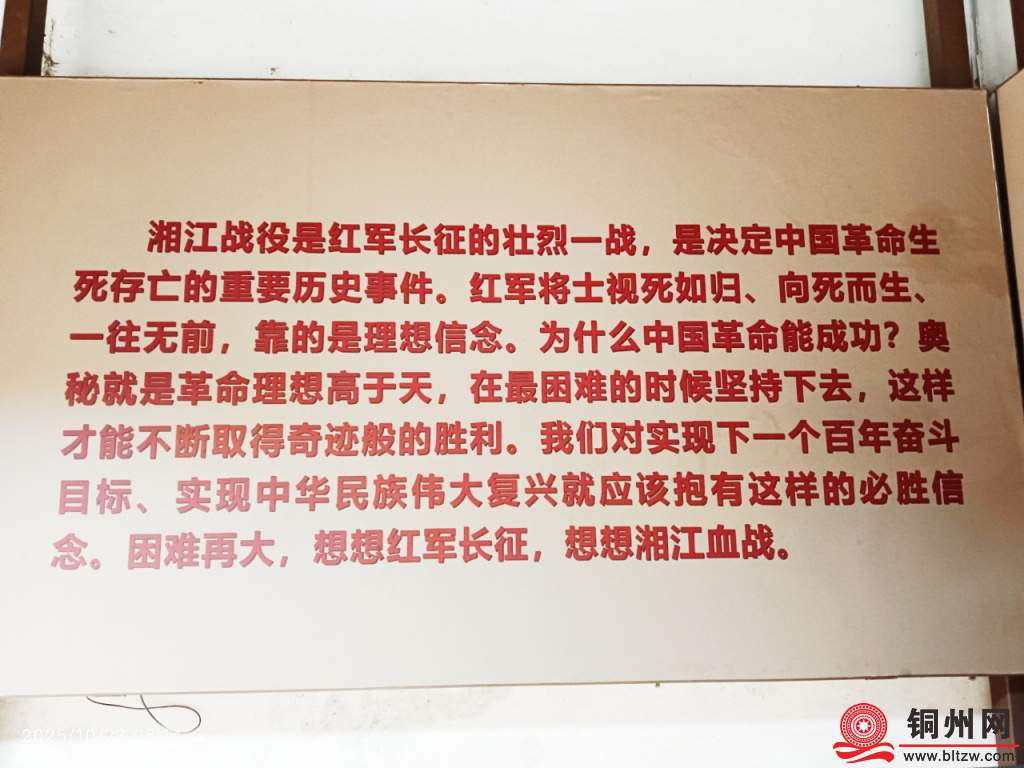 湘江战役是红军长征的壮烈一战，是决定中国革命生
死存亡的重要历史事件。红军将士视死如归、向死而生、
一往无前，靠的是理想信念。为什么中国革命能成功？奥
秘就是革命理想高于天，在最困难的时候坚持下去，这样
才能不断取得奇迹般的胜利。我们对实现下一个百年奋斗
目标、实现中华民族伟大复兴就应该抱有这样的必胜信
念。困难再大，想想红军长征，想想湘江血战。
铜州网
www.bltzw.com